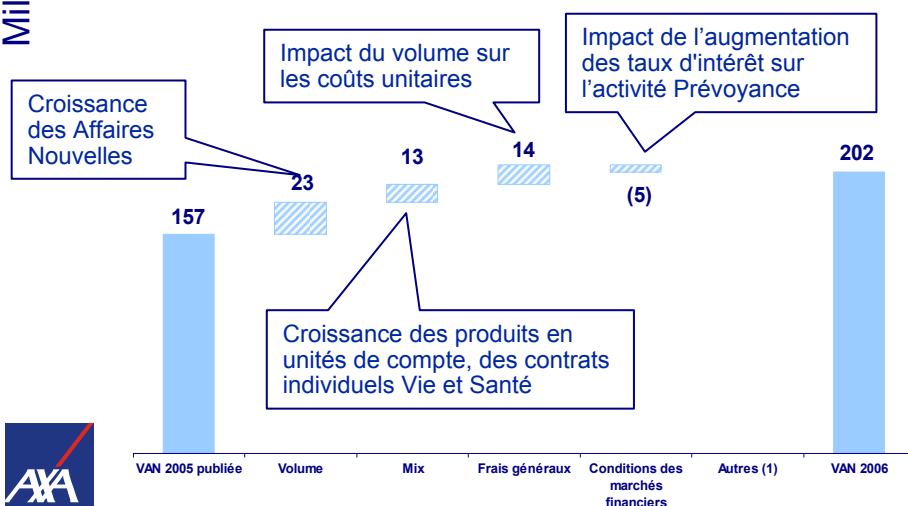 Mil
Impact du volume sur
les coûts unitaires
Impact de l’augmentation
des taux d'intérêt sur
l’activité Prévoyance
Croissance
des Affaires
Nouvelles
157
23
13
14
(5)
202
Croissance des produits en
unités de compte, des contrats
individuels Vie et Santé
VAN 2005 publiée
Volume
Mix
Frais généraux
Conditions des
marchés
financiers
Autres (1)
VAN 2006
AXA